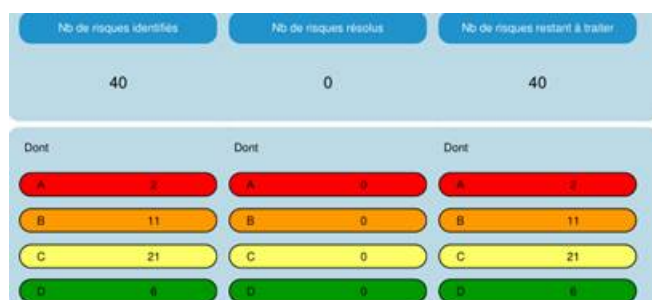 Nb de risques identifiés Nb de risques résolus Nb de risques restant à traiter
40 0 40
Dont Dont Dont
A 2 A 0 A 2
B 11 B 0 B 11
C 21 C 0 C 21
D 6 D 0 D 6